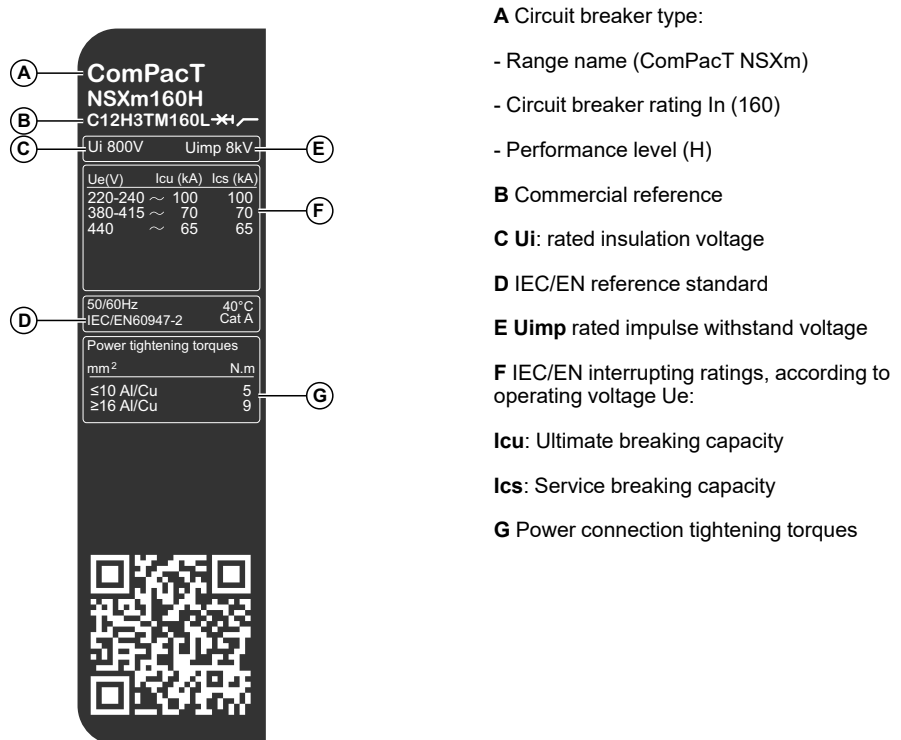 ComPacT
NSXm160H
C12H3TM160L
Ui 800V Uimp 8kV
Ue(V) Icu (kA) Ics (kA)
220-240 ~ 100 100
380-415 ~ 70 70
440 ~ 65 65
50/60Hz 40°C
IEC/EN60947-2 Cat A
Power tightening torques
mm² N.m
≤10 Al/Cu 5
≥16 Al/Cu 9
A
B
C
E
F
D
G
A Circuit breaker type:
- Range name (ComPacT NSXm)
- Circuit breaker rating In (160)
- Performance level (H)
B Commercial reference
C Ui: rated insulation voltage
D IEC/EN reference standard
E Uimp rated impulse withstand voltage
F IEC/EN interrupting ratings, according to
operating voltage Ue:
Icu: Ultimate breaking capacity
Ics: Service breaking capacity
G Power connection tightening torques